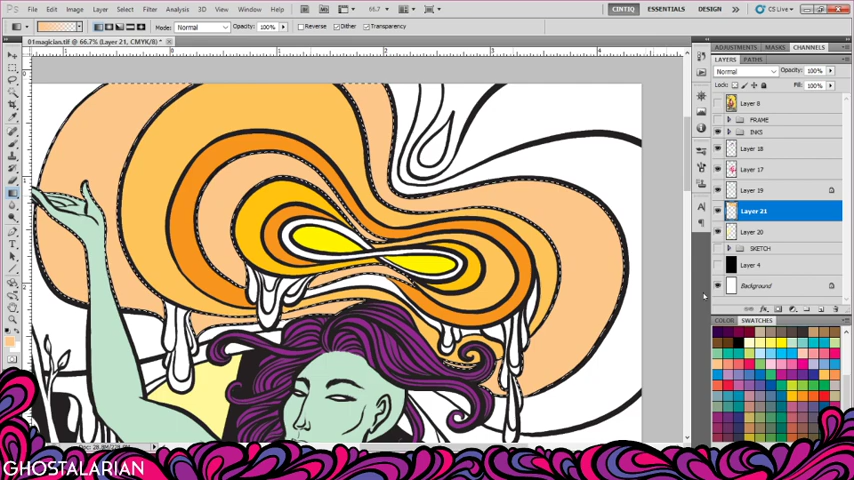 PS File Edit Image Layer Select Filter Analysis 3D View Window Help 66.7 CINTIQ ESSENTIALS DESIGN >> CS Live
Mode: Normal Opacity: 100% Reverse Dither Transparency
01magician.tif @ 66.7% (Layer 21, CMYK/8) *
ADJUSTMENTS MASKS CHANNELS
LAYERS PATHS
Normal Opacity: 100%
Lock: Fill: 100%
Layer 8
FRAME
INKS
Layer 18
Layer 17
Layer 19
Layer 21
Layer 20
SKETCH
Layer 4
Background
COLOR SWATCHES
GHOSTALARIAN